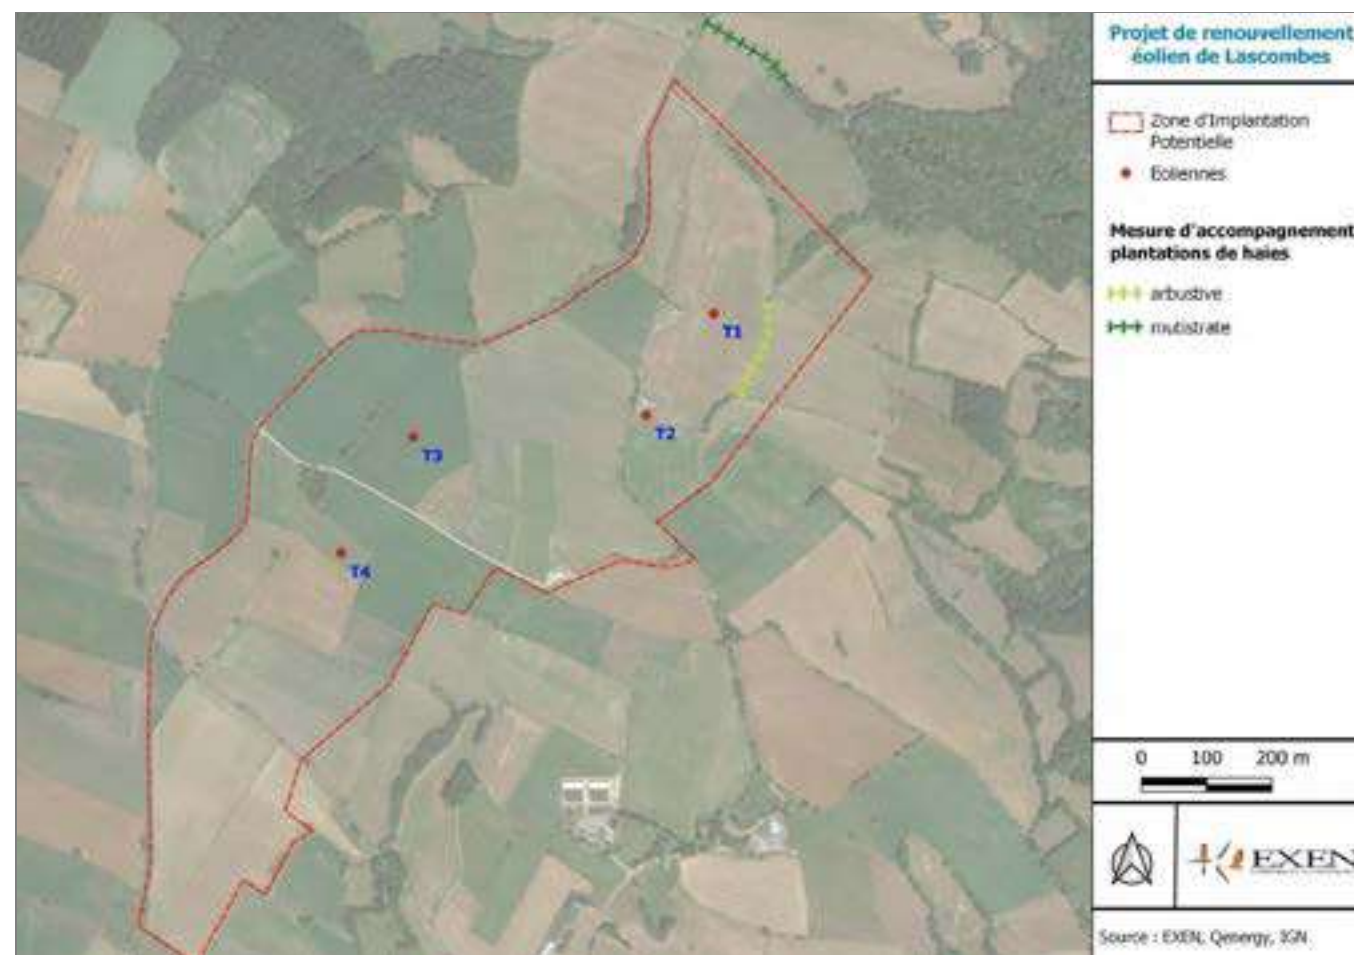 Projet de renouvellement
éolien de Lascombes
Zone d'Implantation
Potentielle
Eoliennes
Mesure d'accompagnement
plantations de haies
arbustive
mutistrate
0 100 200 m
EXEN
Source : EXEN, Qenergy, IGN
T1
T2
T3
T4